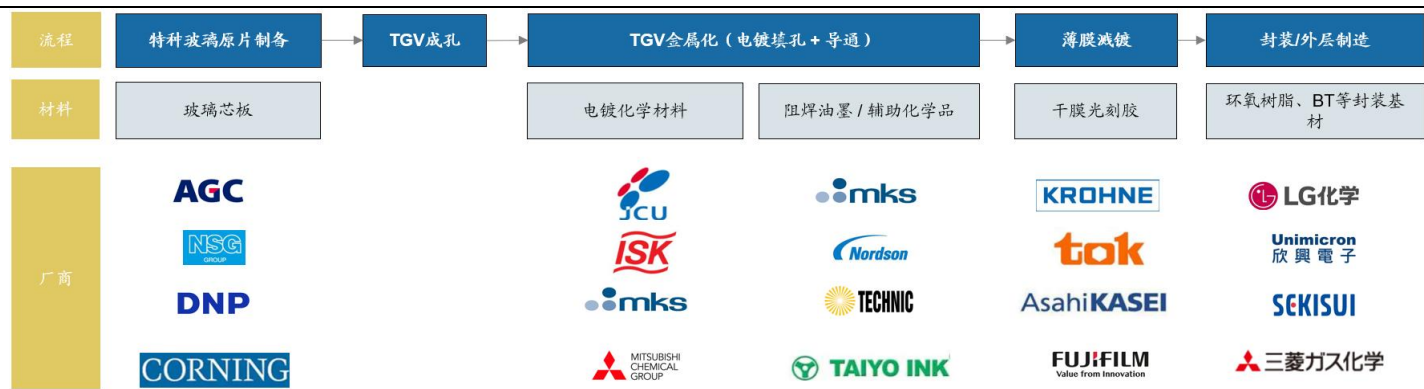 流程
特种玻璃原片制备
TGV成孔
TGV金属化（电镀填孔 + 导通）
薄膜溅镀
封装/外层制造
材料
玻璃芯板
电镀化学材料
阻焊油墨 / 辅助化学品
干膜光刻胶
环氧树脂、BT等封装基
材
厂商
AGC
JCU
mks
KROHNE
LG化学
NSG
GROUP
ISK
Nordson
tok
Unimicron
欣興電子
DNP
mks
TECHNIC
AsahiKASEI
SEKISUI
CORNING
MITSUBISHI
CHEMICAL
GROUP
TAIYO INK
FUJIFILM
Value from Innovation
三菱ガス化学